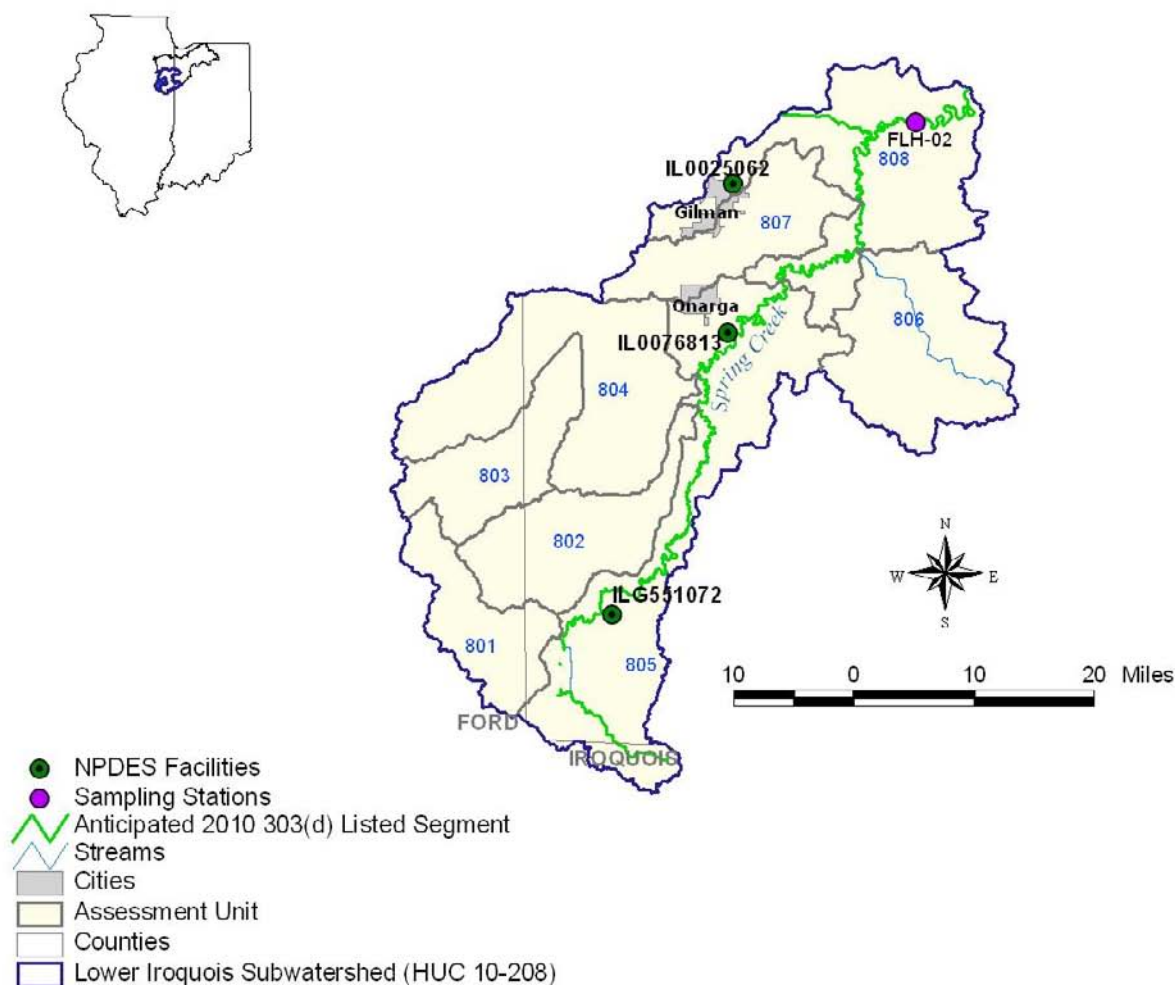 FLH-02
808
IL0025062
Gilman
807
Onarga
IL0076813
Spring Creek
806
804
803
802
ILG551072
801
805
FORD
IROQUOIS
N
W E
S
10 0 10 20 Miles
NPDES Facilities
Sampling Stations
Anticipated 2010 303(d) Listed Segment
Streams
Cities
Assessment Unit
Counties
Lower Iroquois Subwatershed (HUC 10-208)